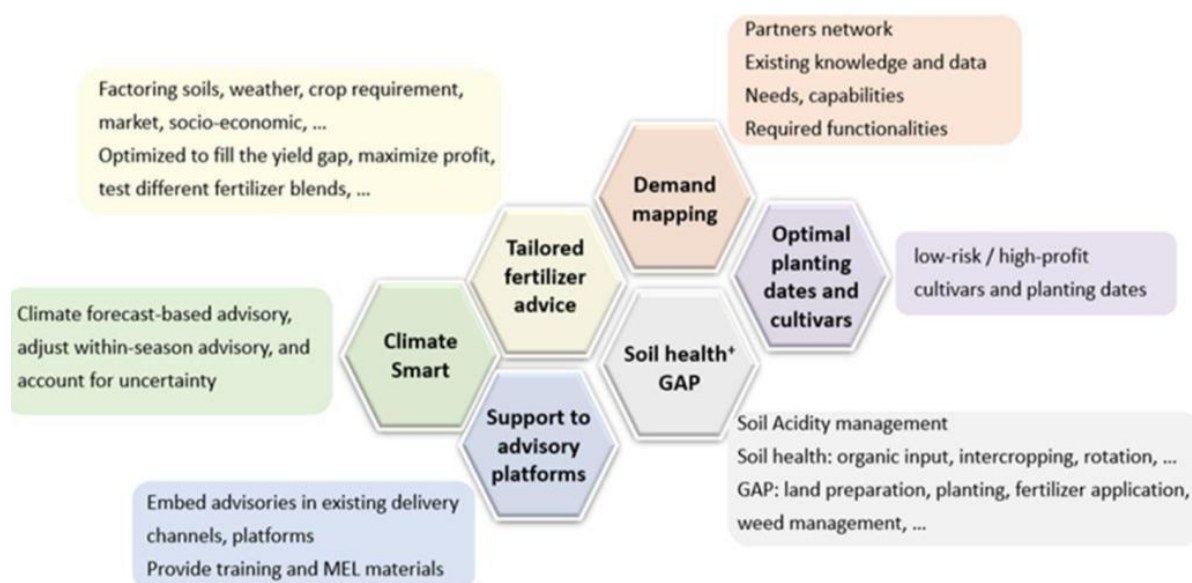 Partners network
Existing knowledge and data
Needs, capabilities
Required functionalities
Factoring soils, weather, crop requirement,
market, socio-economic, ...
Optimized to fill the yield gap, maximize profit,
test different fertilizer blends, ...
Demand
mapping
Tailored
fertilizer
advice
Optimal
planting
dates and
cultivars
low-risk / high-profit
cultivars and planting dates
Climate forecast-based advisory,
adjust within-season advisory, and
account for uncertainty
Climate
Smart
Soil health⁺
GAP
Support to
advisory
platforms
Soil Acidity management
Soil health: organic input, intercropping, rotation, ...
GAP: land preparation, planting, fertilizer application,
weed management, ...
Embed advisories in existing delivery
channels, platforms
Provide training and MEL materials